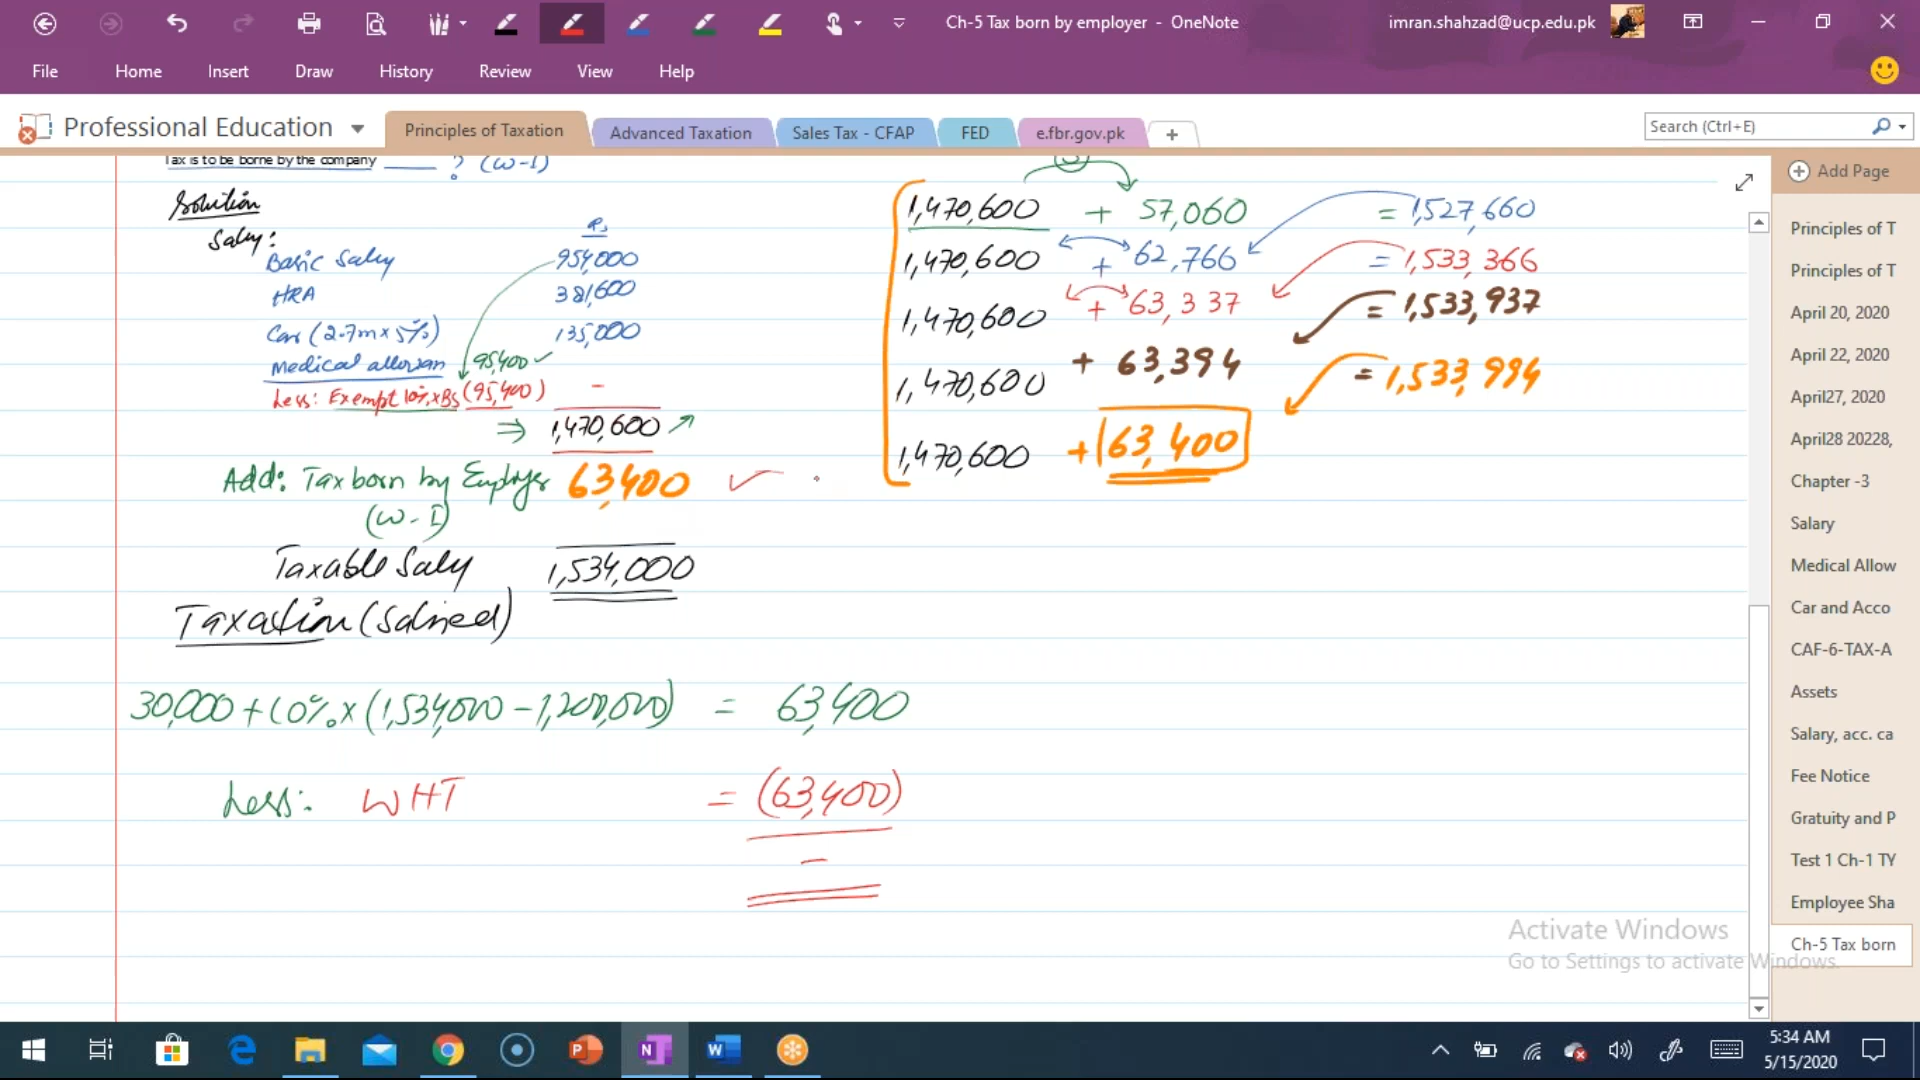 Ch-5 Tax born by employer - OneNote
imran.shahzad@ucp.edu.pk
File Home Insert Draw History Review View Help
Professional Education
Principles of Taxation
Advanced Taxation
Sales Tax - CFAP
FED
e.fbr.gov.pk
Search (Ctrl+E)
Add Page
Tax is to be borne by the company ? (W-I)
Solution
Rs
Salary:
Basic Salary 954,000
HRA 381,600
Car (2.7m x 5%) 135,000
Medical allowan 95,400
Less: Exempt 10% x BS (95,400) -
⇒ 1,470,600
Add: Tax born by Employer 63,400
(W-I)
Taxable Salary 1,534,000
Taxation (Salried)
30,000 + 10% x (1,534,000 - 1,200,000) = 63,400
Less: WHT = (63,400)
-
1,470,600 + 57,060 = 1,527,660
1,470,600 + 62,766 = 1,533,366
1,470,600 + 63,337 = 1,533,937
1,470,600 + 63,394 = 1,533,994
1,470,600 + 63,400
Principles of T
Principles of T
April 20, 2020
April 22, 2020
April27, 2020
April28 20228,
Chapter -3
Salary
Medical Allow
Car and Acco
CAF-6-TAX-A
Assets
Salary, acc. ca
Fee Notice
Gratuity and P
Test 1 Ch-1 TY
Employee Sha
Ch-5 Tax born
Activate Windows
Go to Settings to activate Windows.
5:34 AM
5/15/2020